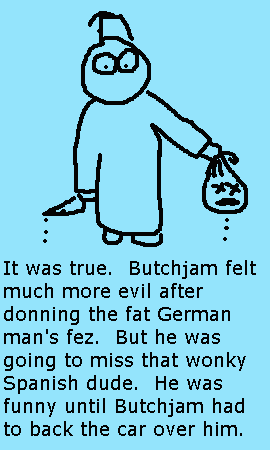 It was true.  Butchjam felt
much more evil after
donning the fat German
man's fez.  But he was
going to miss that wonky
Spanish dude.  He was
funny until Butchjam had
to back the car over him.